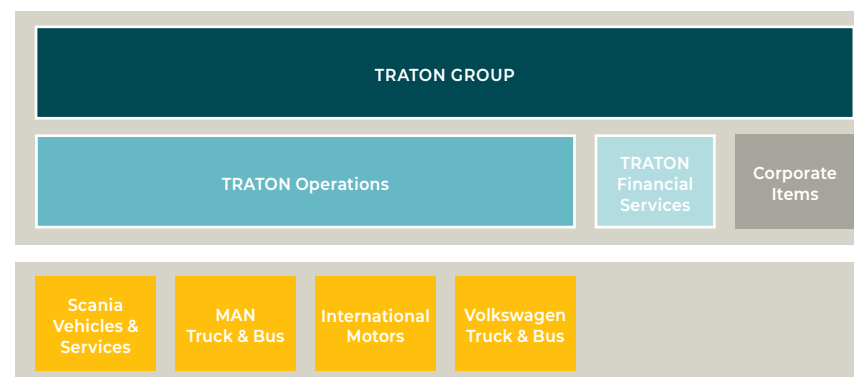 TRATON GROUP
TRATON Operations
TRATON
Financial
Services
Corporate
Items
Scania
Vehicles &
Services
MAN
Truck & Bus
International
Motors
Volkswagen
Truck & Bus